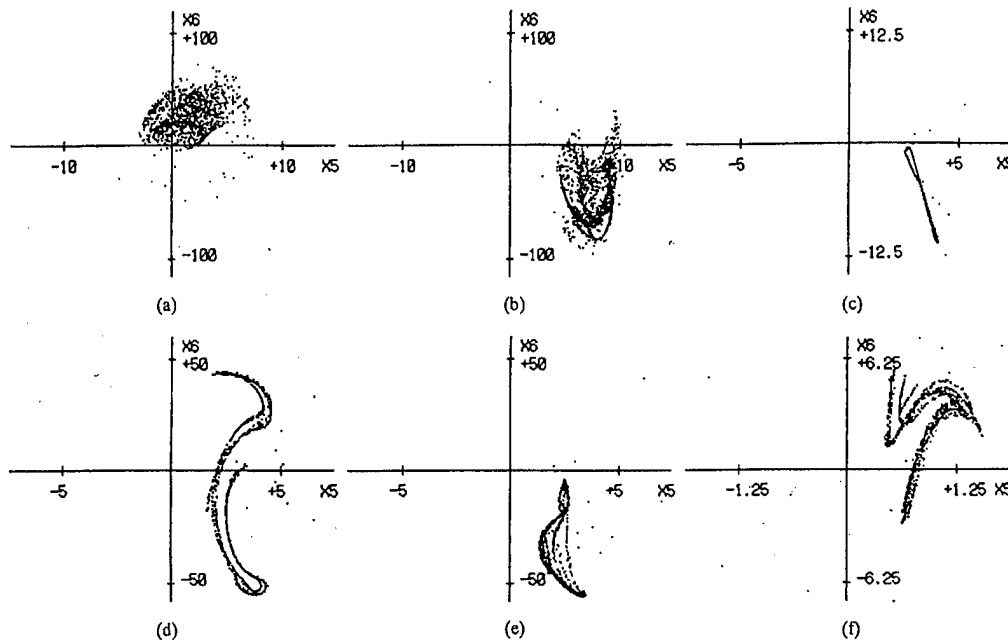 X6
+100
-10
+10 X5
-100
(a)
X6
+100
-10
+10 X5
-100
(b)
X6
+12.5
-5
+5
X5
-12.5
(c)
X6
+50
-5
+5 X5
-50
(d)
X6
+50
-5
+5 X5
-50
(e)
X6
+6.25
-1.25
+1.25 X5
-6.25
(f)